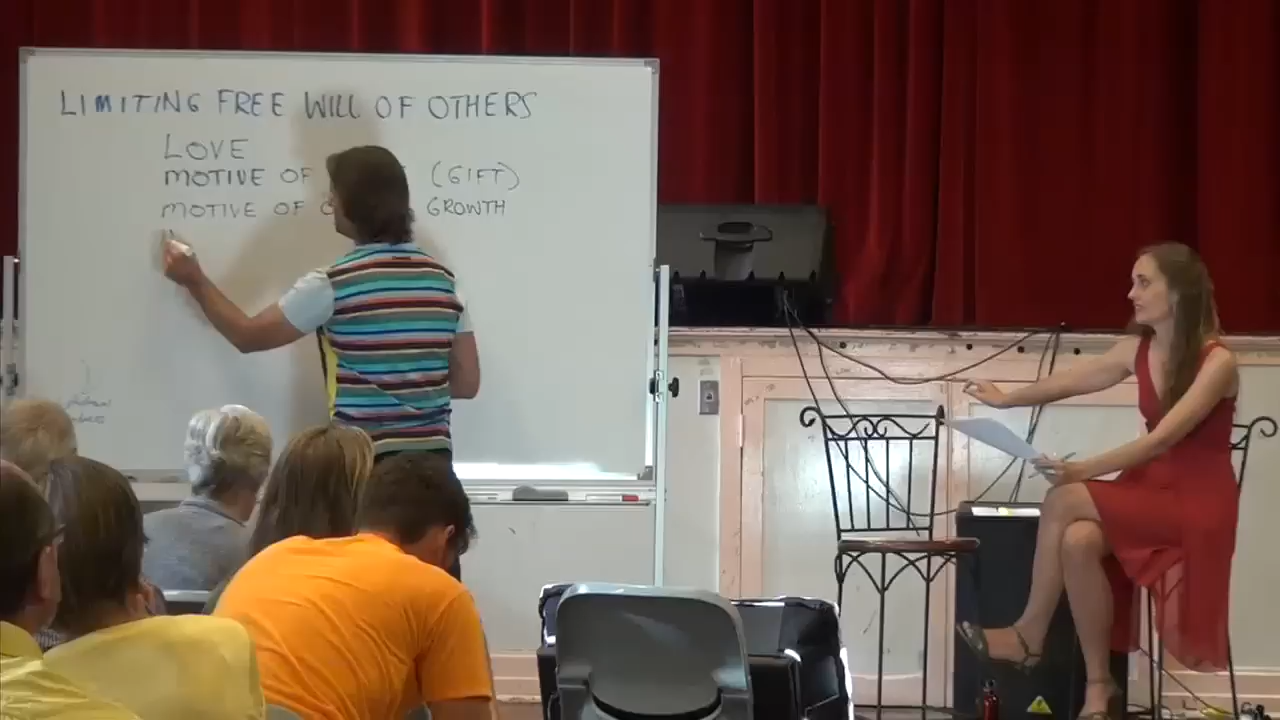 LIMITING FREE WILL OF OTHERS
LOVE
MOTIVE OF (GIFT)
MOTIVE OF GROWTH